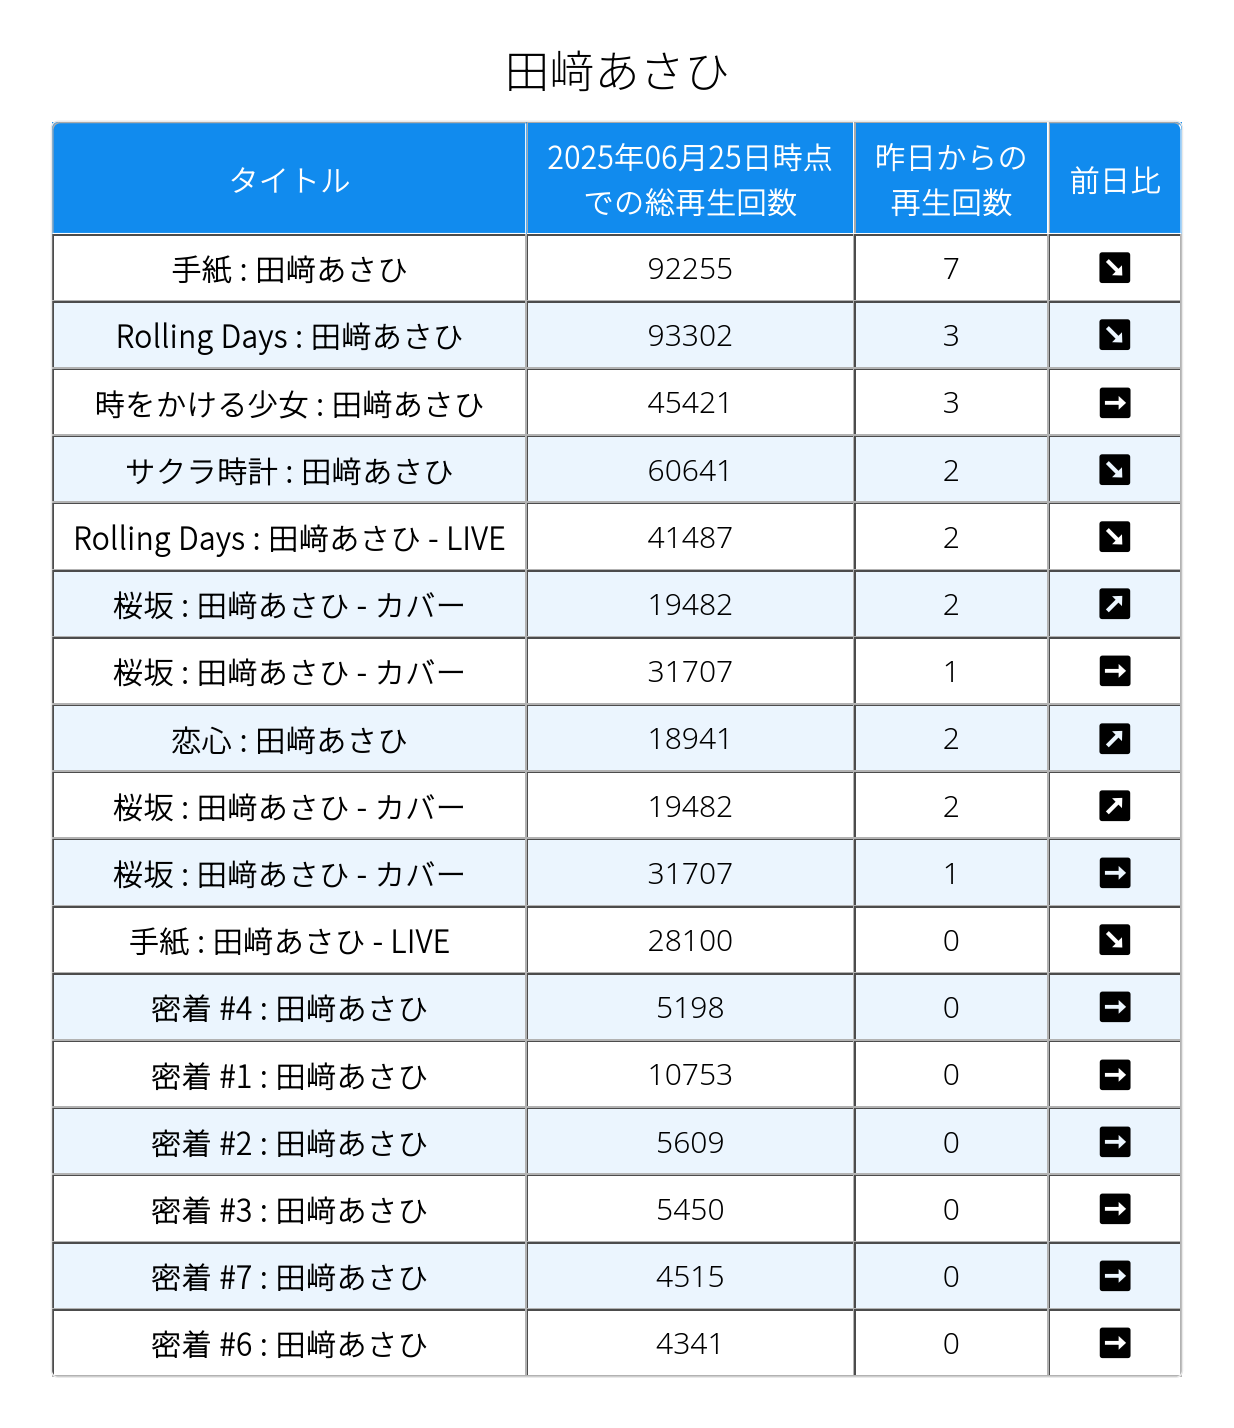 田﨑あさひ
タイトル
2025年06月25日時点
での総再生回数
昨日からの
再生回数
前日比
手紙 : 田﨑あさひ 92255 7 ↘
Rolling Days : 田﨑あさひ 93302 3 ↘
時をかける少女 : 田﨑あさひ 45421 3 →
サクラ時計 : 田﨑あさひ 60641 2 ↘
Rolling Days : 田﨑あさひ - LIVE 41487 2 ↘
桜坂 : 田﨑あさひ - カバー 19482 2 ↗
桜坂 : 田﨑あさひ - カバー 31707 1 →
恋心 : 田﨑あさひ 18941 2 ↗
桜坂 : 田﨑あさひ - カバー 19482 2 ↗
桜坂 : 田﨑あさひ - カバー 31707 1 →
手紙 : 田﨑あさひ - LIVE 28100 0 ↘
密着 #4 : 田﨑あさひ 5198 0 →
密着 #1 : 田﨑あさひ 10753 0 →
密着 #2 : 田﨑あさひ 5609 0 →
密着 #3 : 田﨑あさひ 5450 0 →
密着 #7 : 田﨑あさひ 4515 0 →
密着 #6 : 田﨑あさひ 4341 0 →